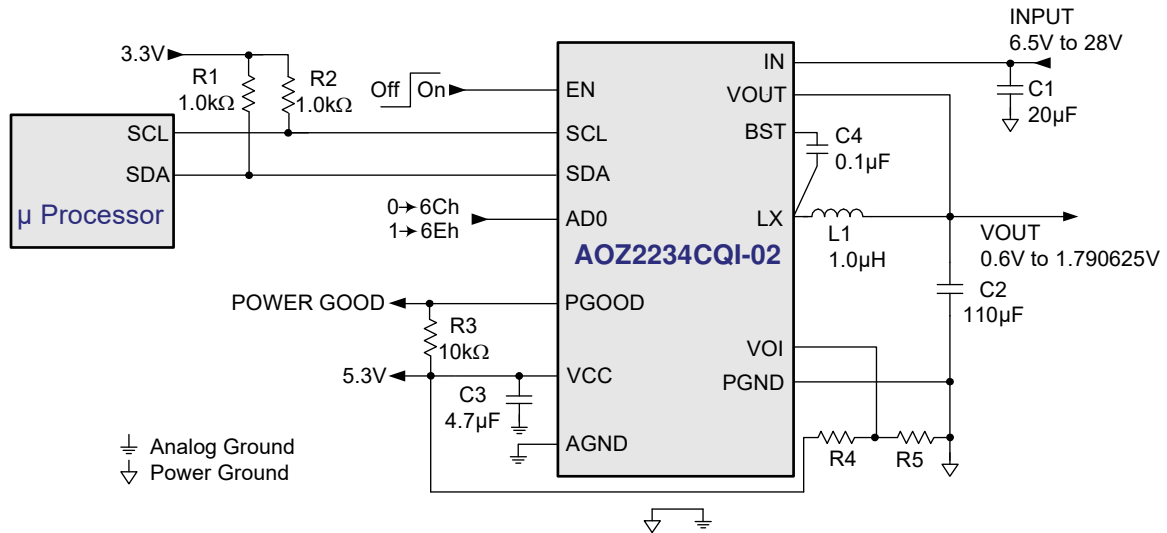 INPUT
6.5V to 28V
3.3V
R1
1.0kΩ
R2
1.0kΩ
Off
On
EN
IN
VOUT
C1
20µF
SCL
SCL
BST
C4
0.1µF
SDA
SDA
µ Processor
0→6Ch
1→6Eh
AD0
LX
L1
1.0µH
AOZ2234CQI-02
VOUT
0.6V to 1.790625V
C2
110µF
POWER GOOD
PGOOD
R3
10kΩ
VOI
5.3V
VCC
PGND
C3
4.7µF
AGND
R4
R5
Analog Ground
Power Ground